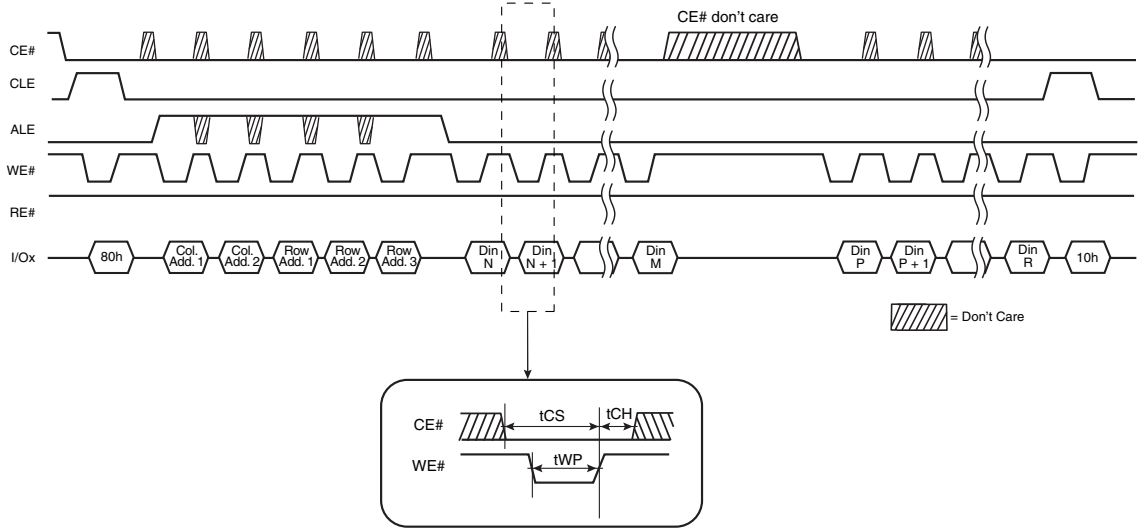 CE# don't care
CE#
CLE
ALE
WE#
RE#
I/Ox
80h
Col.
Add. 1
Col.
Add. 2
Row
Add. 1
Row
Add. 2
Row
Add. 3
Din
N
Din
N + 1
Din
M
Din
P
Din
P + 1
Din
R
10h
= Don't Care
CE#
tCS
tCH
WE#
tWP